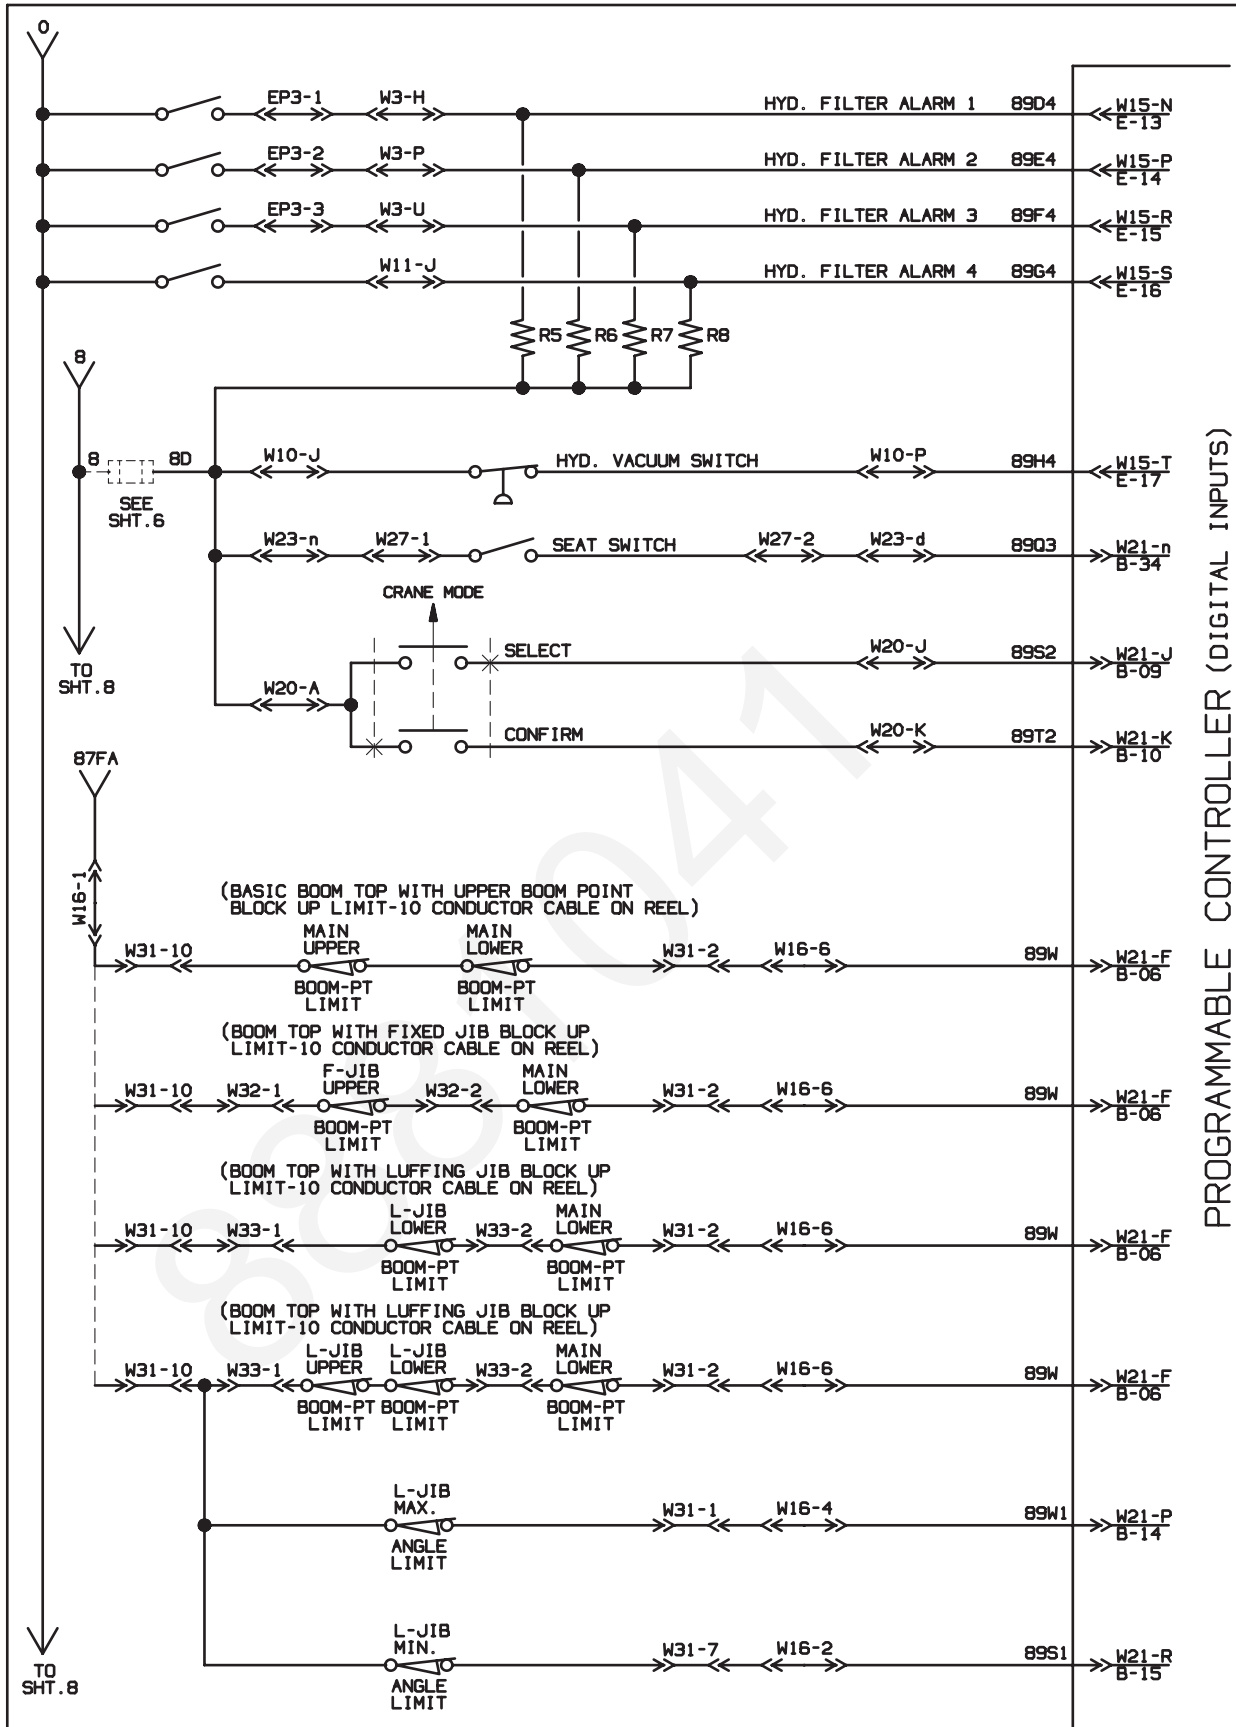 0
EP3-1 W3-H HYD. FILTER ALARM 1 89D4 W15-N
E-13
EP3-2 W3-P HYD. FILTER ALARM 2 89E4 W15-P
E-14
EP3-3 W3-U HYD. FILTER ALARM 3 89F4 W15-R
E-15
W11-J HYD. FILTER ALARM 4 89G4 W15-S
E-16
R5 R6 R7 R8
8
8 8D W10-J HYD. VACUUM SWITCH W10-P 89H4 W15-T
E-17
SEE
SHT.6
W23-n W27-1 SEAT SWITCH W27-2 W23-d 89Q3 W21-n
B-34
CRANE MODE
SELECT W20-J 89S2 W21-J
B-09
TO
SHT.8
W20-A
CONFIRM W20-K 89T2 W21-K
B-10
87FA
W16-1
(BASIC BOOM TOP WITH UPPER BOOM POINT
BLOCK UP LIMIT-10 CONDUCTOR CABLE ON REEL)
MAIN MAIN
W31-10 UPPER LOWER W31-2 W16-6 89W W21-F
B-06
BOOM-PT BOOM-PT
LIMIT LIMIT
(BOOM TOP WITH FIXED JIB BLOCK UP
LIMIT-10 CONDUCTOR CABLE ON REEL)
F-JIB MAIN
W31-10 W32-1 UPPER W32-2 LOWER W31-2 W16-6 89W W21-F
B-06
BOOM-PT BOOM-PT
LIMIT LIMIT
(BOOM TOP WITH LUFFING JIB BLOCK UP
LIMIT-10 CONDUCTOR CABLE ON REEL)
L-JIB MAIN
W31-10 W33-1 LOWER W33-2 LOWER W31-2 W16-6 89W W21-F
B-06
BOOM-PT BOOM-PT
LIMIT LIMIT
(BOOM TOP WITH LUFFING JIB BLOCK UP
LIMIT-10 CONDUCTOR CABLE ON REEL)
L-JIB L-JIB MAIN
W31-10 W33-1 UPPER LOWER W33-2 LOWER W31-2 W16-6 89W W21-F
B-06
BOOM-PT BOOM-PT BOOM-PT
LIMIT LIMIT LIMIT
L-JIB
MAX. W31-1 W16-4 89W1 W21-P
B-14
ANGLE
LIMIT
L-JIB
MIN. W31-7 W16-2 89S1 W21-R
B-15
ANGLE
LIMIT
TO
SHT.8
PROGRAMMABLE CONTROLLER (DIGITAL INPUTS)
8881041